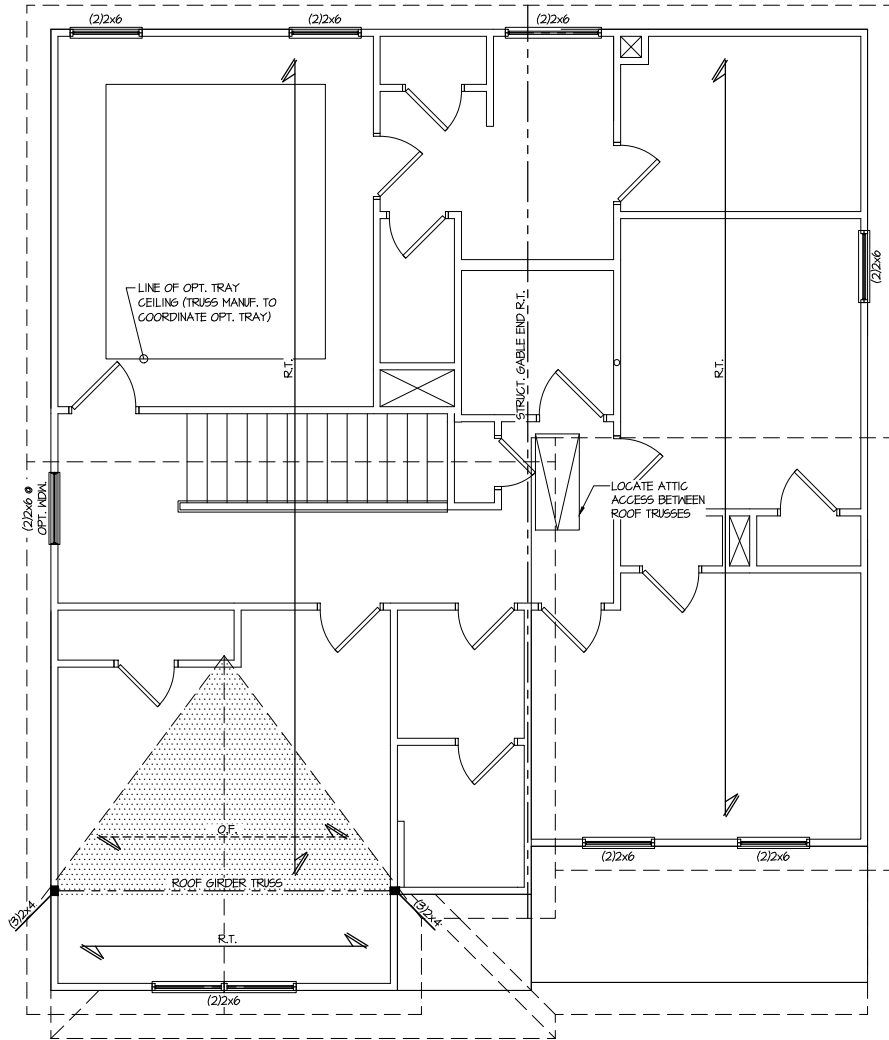 (2)2x6
(2)2x6
(2)2x6
(2)2x6
LINE OF OPT. TRAY
CEILING (TRUSS MANUF. TO
COORDINATE OPT. TRAY)
R.T.
STRUCT. GABLE END R.T.
R.T.
(2)2x6 @
OPT. WDW.
LOCATE ATTIC
ACCESS BETWEEN
ROOF TRUSSES
O.F.
(2)2x6
(2)2x6
ROOF GIRDER TRUSS
(3)2x4
(3)2x4
R.T.
(2)2x6